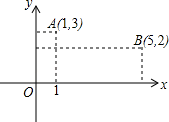 y
A(1,3)
B(5,2)
O
1
x